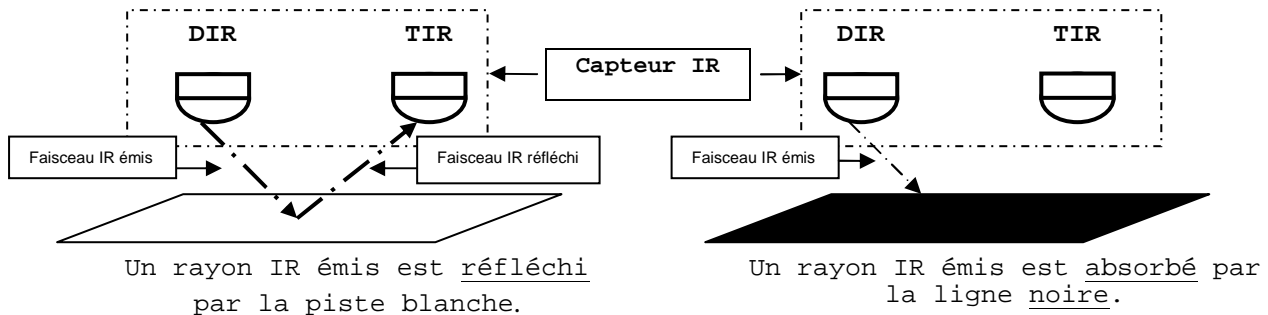 DIR TIR
Capteur IR
DIR TIR
Faisceau IR émis
Faisceau IR réfléchi
Faisceau IR émis
Un rayon IR émis est réfléchi
par la piste blanche.
Un rayon IR émis est absorbé par
la ligne noire.